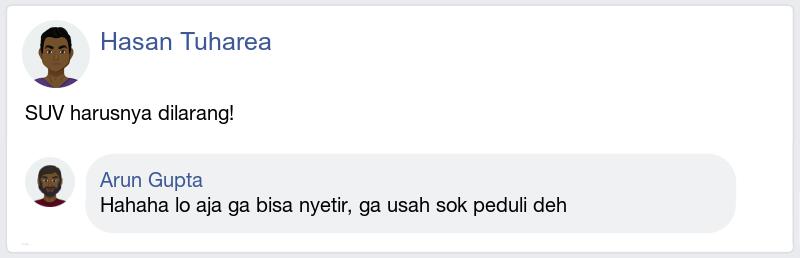 Hasan Tuharea
SUV harusnya dilarang!
Arun Gupta
Hahaha lo aja ga bisa nyetir, ga usah sok peduli deh